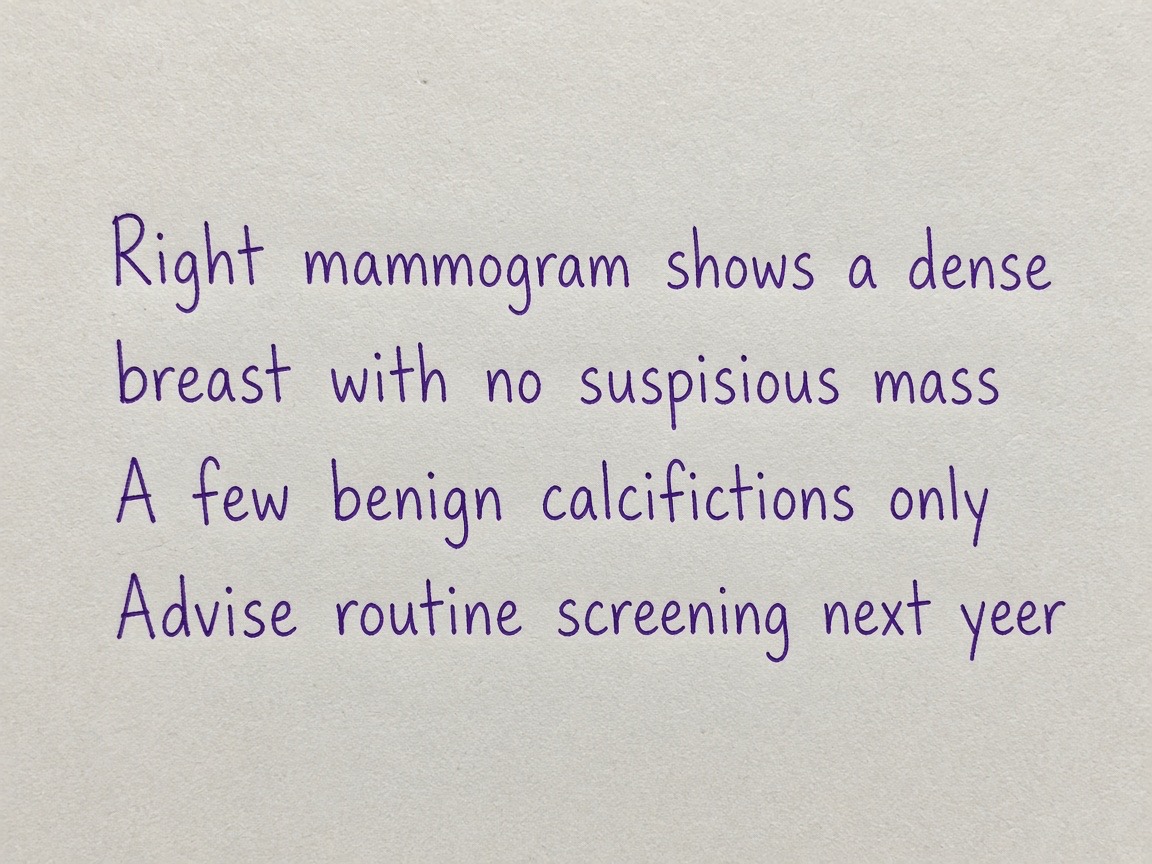 Right mammogram shows a dense
breast with no suspisious mass
A few benign calcifictions only
Advise routine screening next yeer